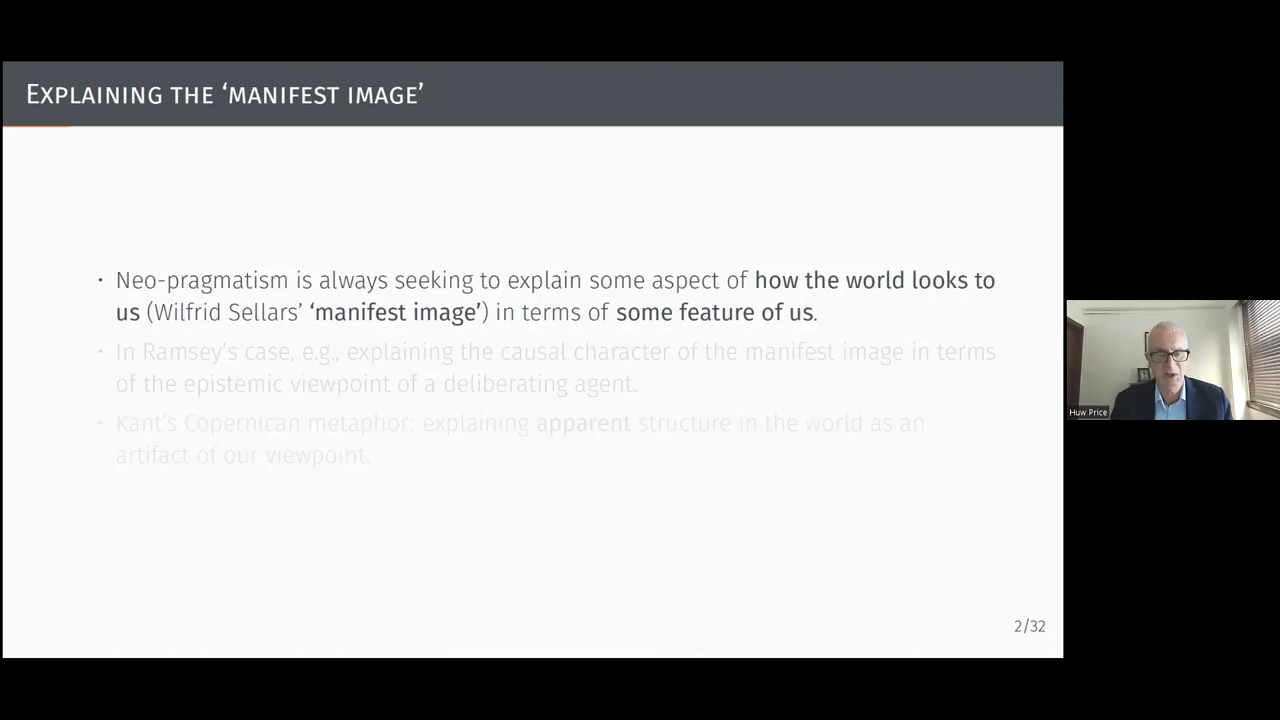 EXPLAINING THE ‘MANIFEST IMAGE’
• Neo-pragmatism is always seeking to explain some aspect of how the world looks to
us (Wilfrid Sellars’ ‘manifest image’) in terms of some feature of us.
• In Ramsey’s case, e.g., explaining the causal character of the manifest image in terms
of the epistemic viewpoint of a deliberating agent.
• Kant’s Copernican metaphor: explaining apparent structure in the world as an
artifact of our viewpoint.
2/32
Huw Price